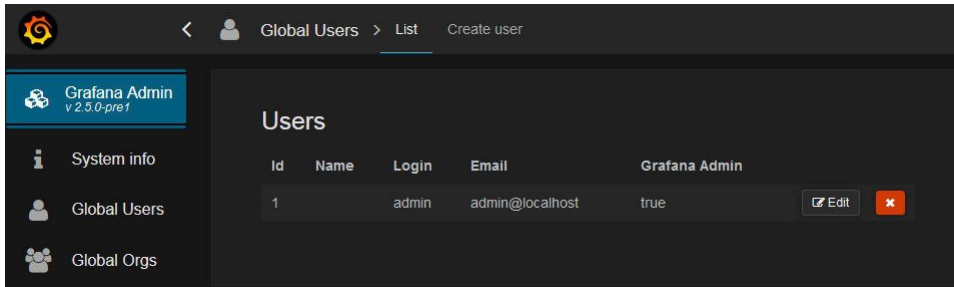 Global Users > List Create user
Grafana Admin
v 2.5.0-pre1
System info
Global Users
Global Orgs
Users
Id Name Login Email Grafana Admin
1 admin admin@localhost true Edit